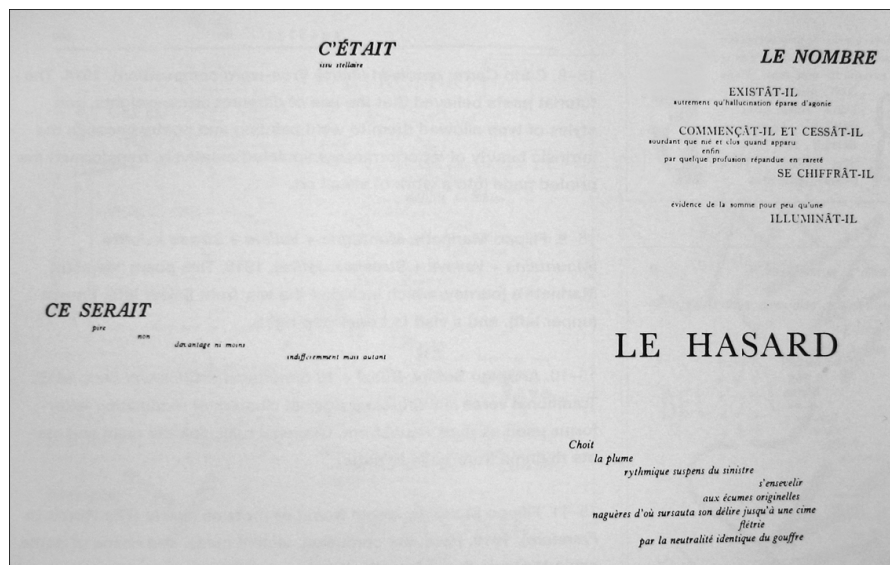 C'ÉTAIT
issu stellaire
LE NOMBRE
EXISTÂT-IL
autrement qu'hallucination éparse d'agonie
COMMENÇÂT-IL ET CESSÂT-IL
sourdant que nié et clos quand apparu
enfin
par quelque profusion répandue en rareté
SE CHIFFRÂT-IL
evidence de la somme pour peu qu'une
ILLUMINÂT-IL
CE SERAIT
pire
non
davantage ni moins
indifféremment mais autant
LE HASARD
Choit
la plume
rythmique suspens du sinistre
s'ensevelir
aux écumes originelles
naguères d'où sursauta son délire jusqu'à une cime
flétrie
par la neutralité identique du gouffre